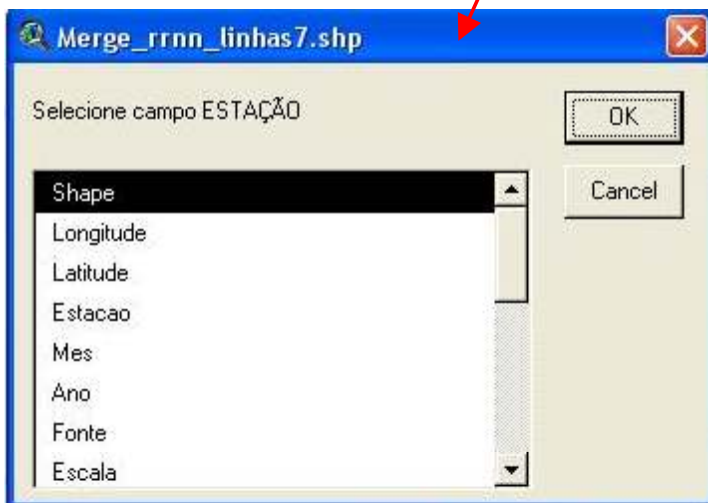 Merge_rrnn_linhas7.shp
Selecione campo ESTAÇÃO
OK
Cancel
Shape
Longitude
Latitude
Estacao
Mes
Ano
Fonte
Escala